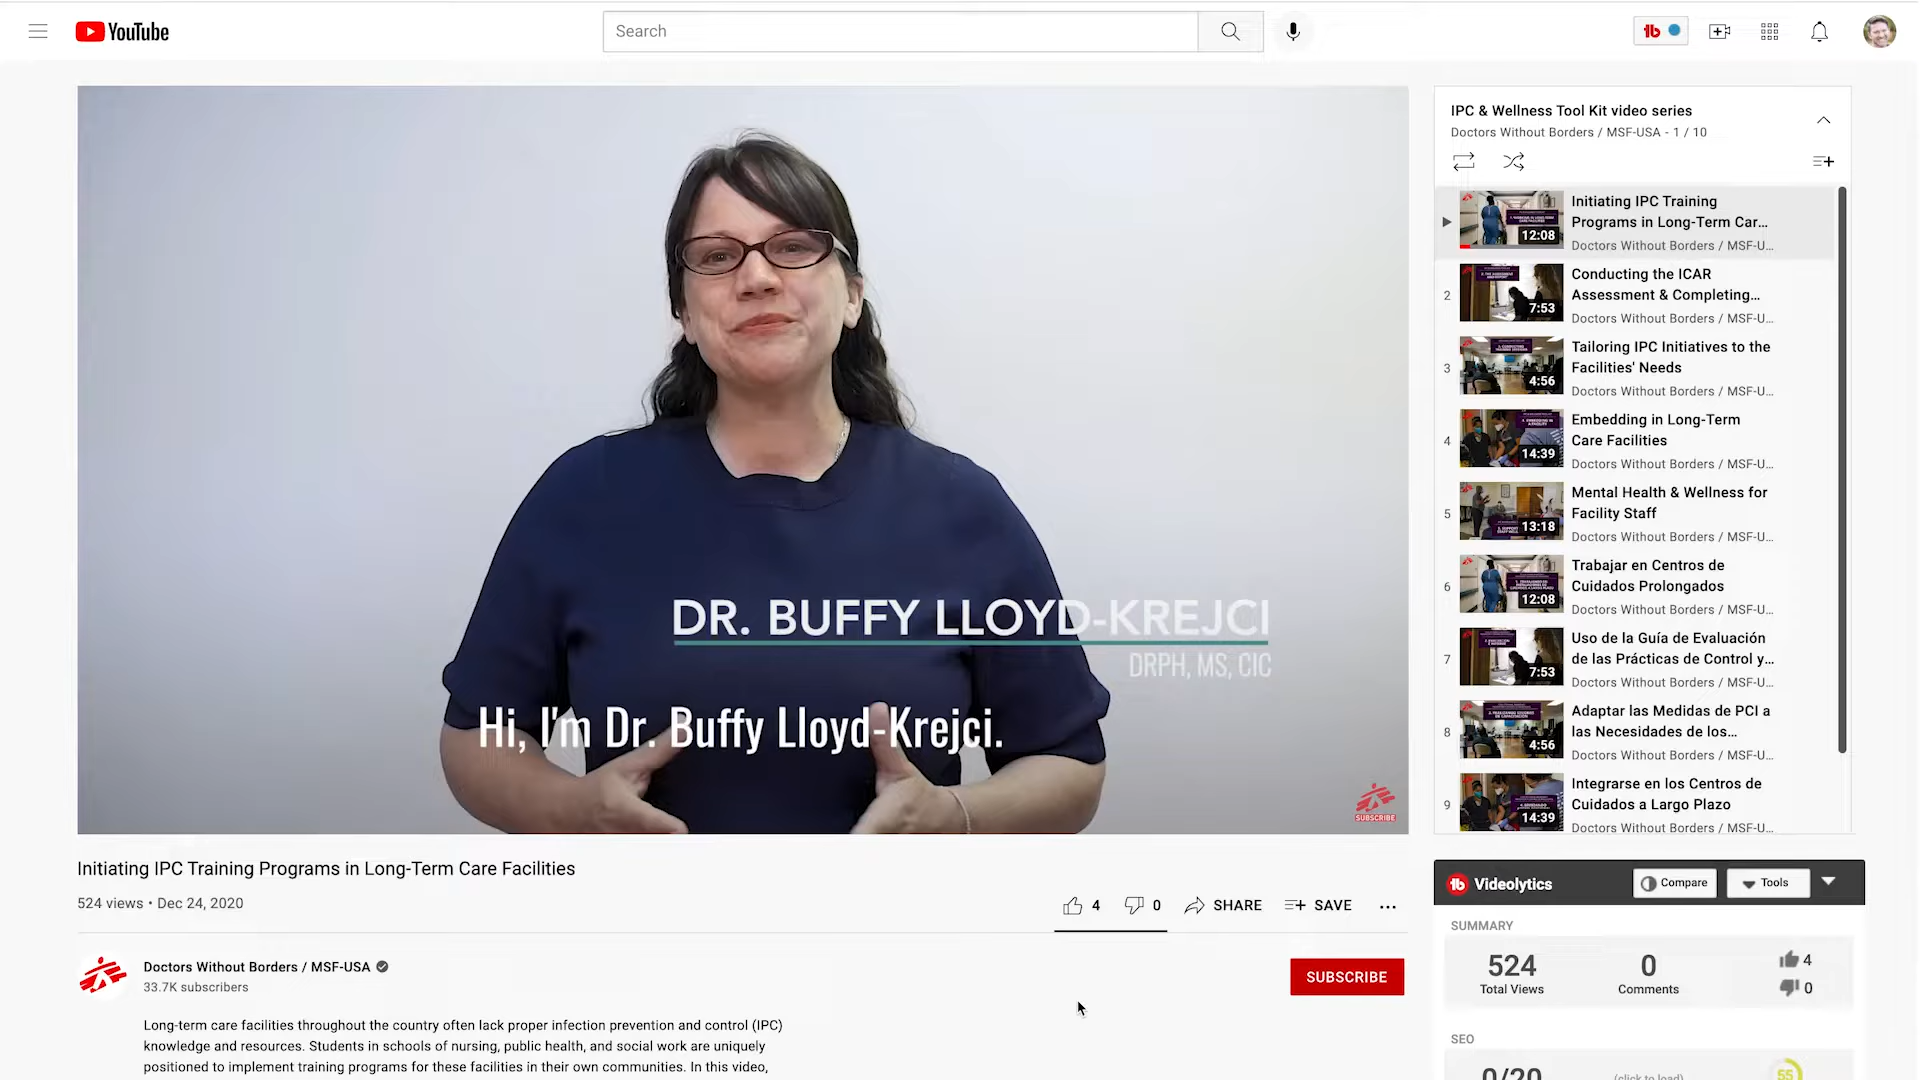 YouTube
Search
DR. BUFFY LLOYD-KREJCI
DRPH, MS, CIC
Hi, I'm Dr. Buffy Lloyd-Krejci.
SUBSCRIBE
Initiating IPC Training Programs in Long-Term Care Facilities
524 views • Dec 24, 2020
4
0
SHARE
SAVE
Doctors Without Borders / MSF-USA
33.7K subscribers
SUBSCRIBE
Long-term care facilities throughout the country often lack proper infection prevention and control (IPC)
knowledge and resources. Students in schools of nursing, public health, and social work are uniquely
positioned to implement training programs for these facilities in their own communities. In this video,
IPC & Wellness Tool Kit video series
Doctors Without Borders / MSF-USA - 1 / 10
12:08
Initiating IPC Training
Programs in Long-Term Car...
Doctors Without Borders / MSF-U...
2
7:53
Conducting the ICAR
Assessment & Completing...
Doctors Without Borders / MSF-U...
3
4:56
Tailoring IPC Initiatives to the
Facilities' Needs
Doctors Without Borders / MSF-U...
4
14:39
Embedding in Long-Term
Care Facilities
Doctors Without Borders / MSF-U...
5
13:18
Mental Health & Wellness for
Facility Staff
Doctors Without Borders / MSF-U...
6
12:08
Trabajar en Centros de
Cuidados Prolongados
Doctors Without Borders / MSF-U...
7
7:53
Uso de la Guía de Evaluación
de las Prácticas de Control y...
Doctors Without Borders / MSF-U...
8
4:56
Adaptar las Medidas de PCI a
las Necesidades de los...
Doctors Without Borders / MSF-U...
9
14:39
Integrarse en los Centros de
Cuidados a Largo Plazo
Doctors Without Borders / MSF-U...
Videolytics
Compare
Tools
SUMMARY
524
Total Views
0
Comments
4
0
SEO
0/20
(click to load)
55